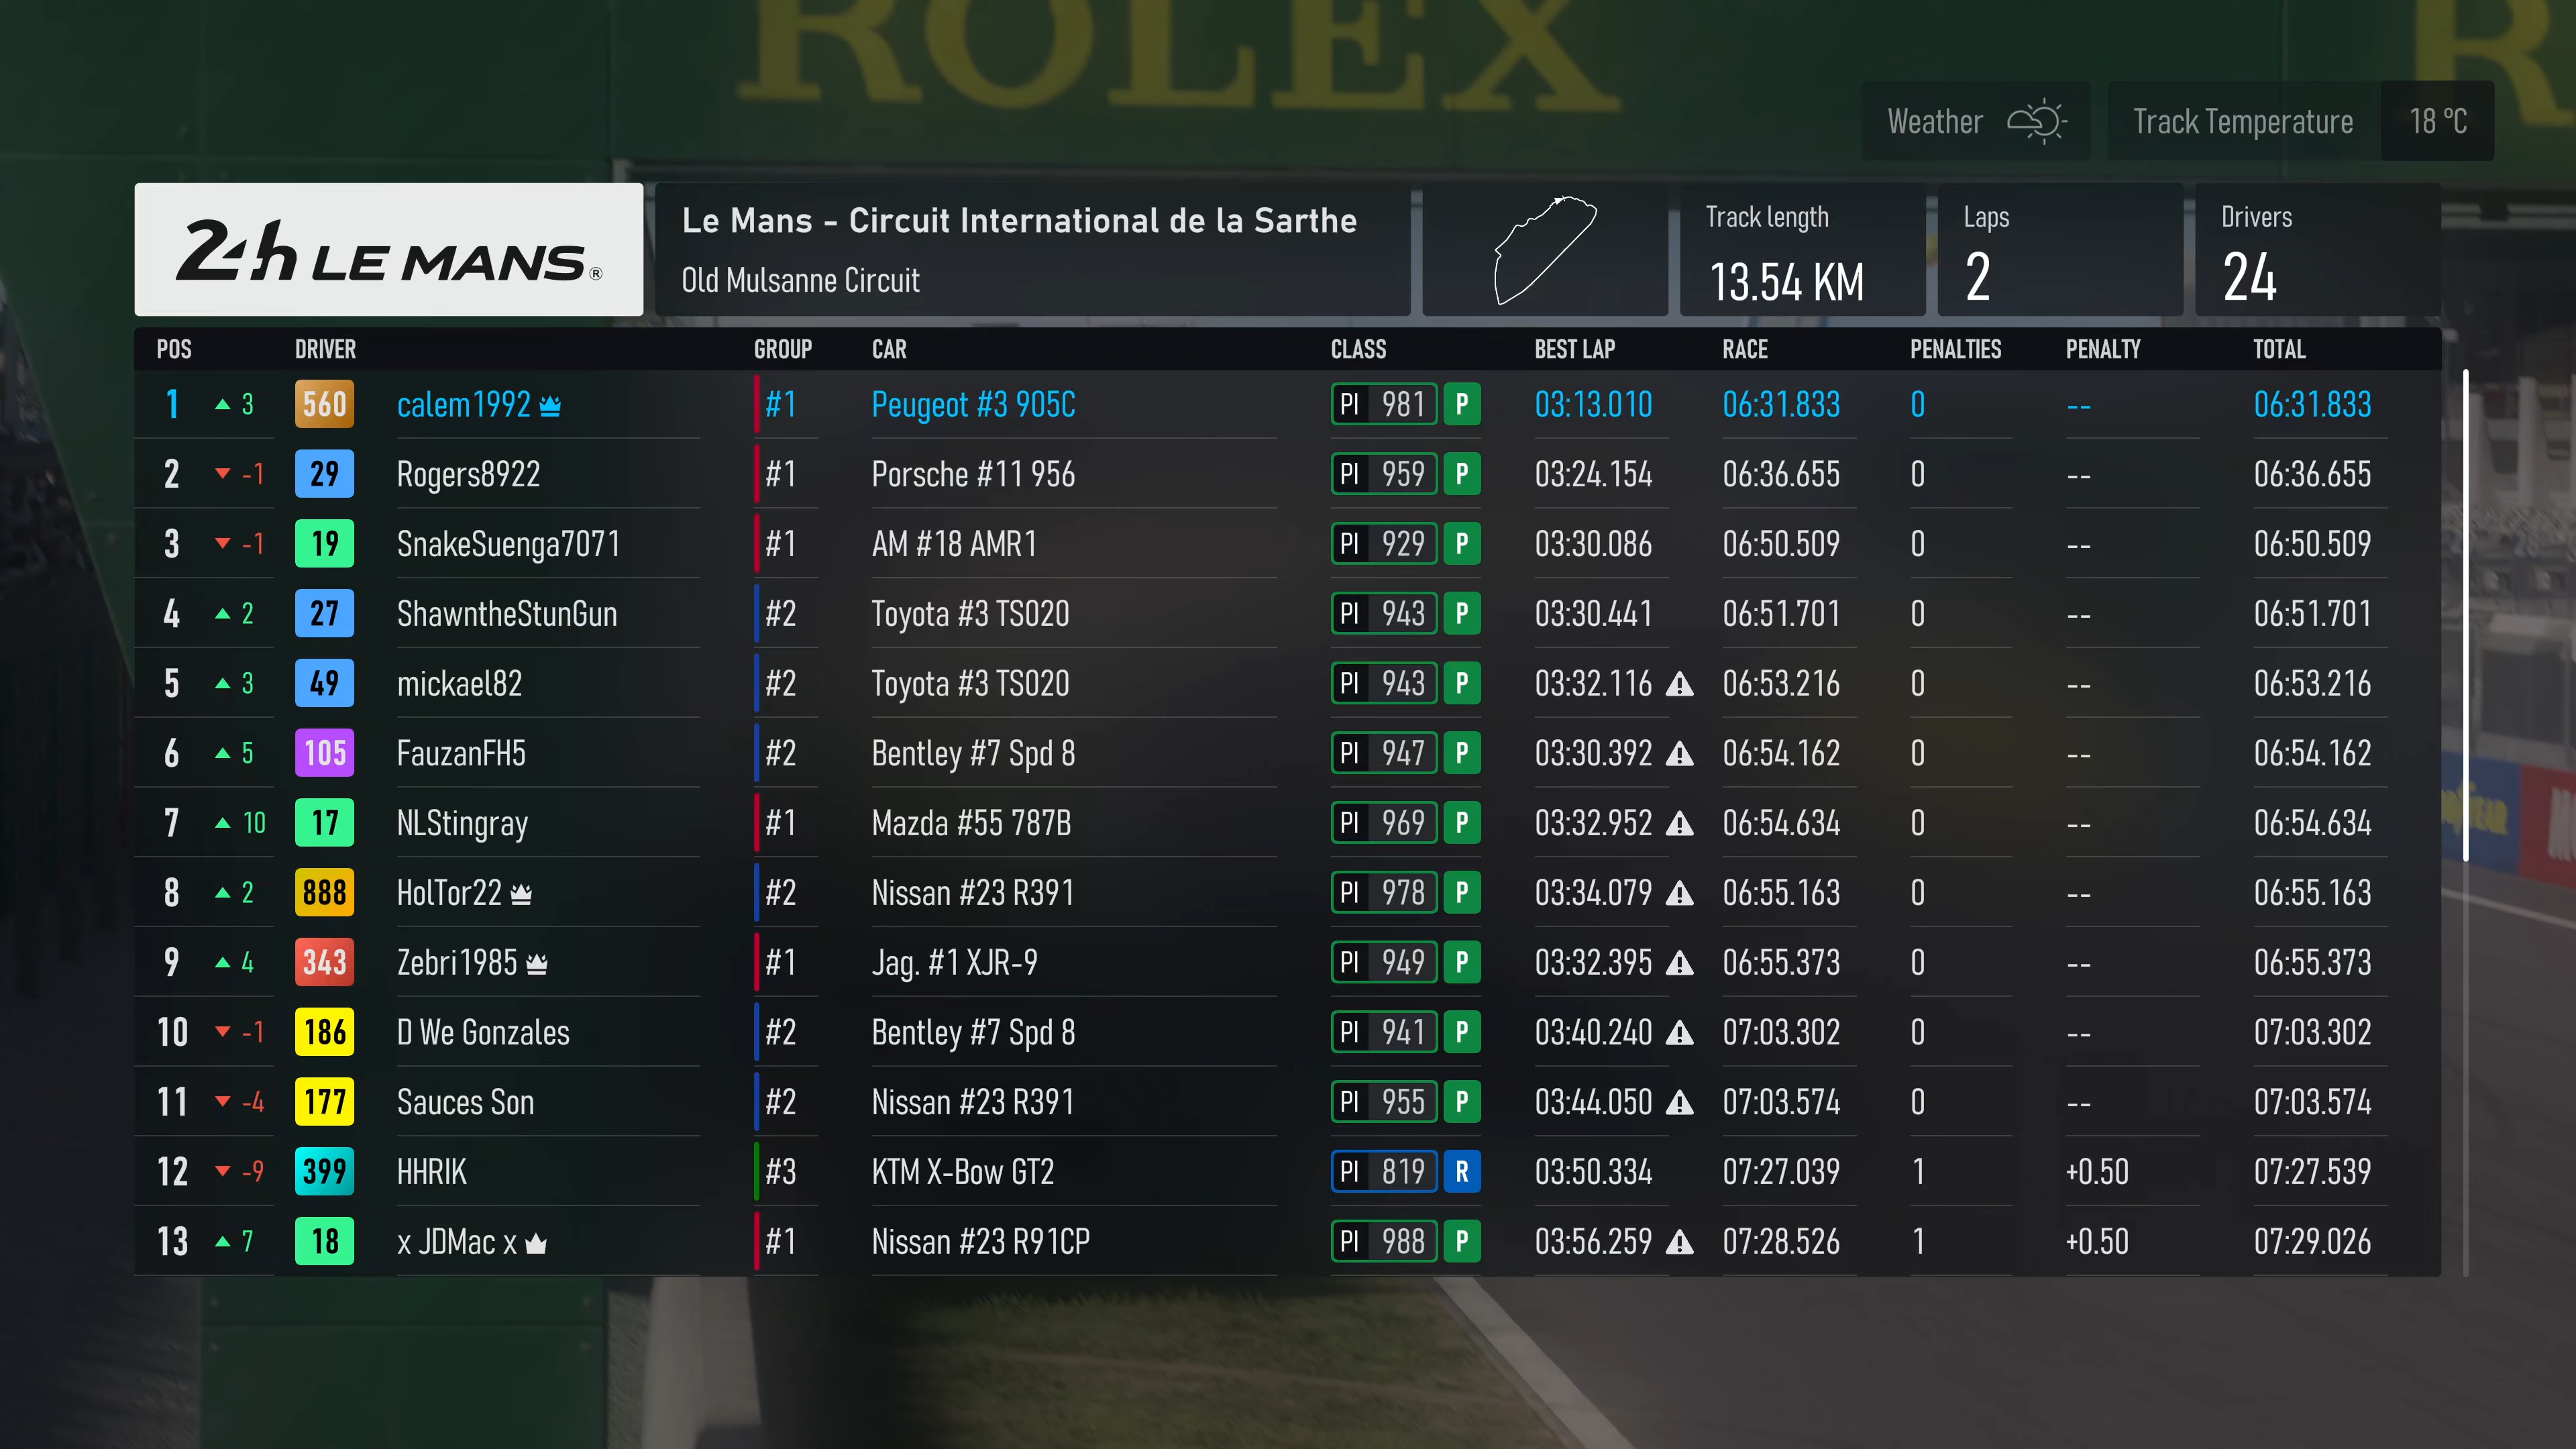 ROLEX
R
Weather
Track Temperature 18 ºC
24h LE MANS®
Le Mans - Circuit International de la Sarthe
Old Mulsanne Circuit
Track length
13.54 KM
Laps
2
Drivers
24
POS DRIVER GROUP CAR CLASS BEST LAP RACE PENALTIES PENALTY TOTAL
1 3 560 calem1992 #1 Peugeot #3 905C PI 981 P 03:13.010 06:31.833 0 -- 06:31.833
2 -1 29 Rogers8922 #1 Porsche #11 956 PI 959 P 03:24.154 06:36.655 0 -- 06:36.655
3 -1 19 SnakeSuenga7071 #1 AM #18 AMR1 PI 929 P 03:30.086 06:50.509 0 -- 06:50.509
4 2 27 ShawntheStunGun #2 Toyota #3 TS020 PI 943 P 03:30.441 06:51.701 0 -- 06:51.701
5 3 49 mickael82 #2 Toyota #3 TS020 PI 943 P 03:32.116 06:53.216 0 -- 06:53.216
6 5 105 FauzanFH5 #2 Bentley #7 Spd 8 PI 947 P 03:30.392 06:54.162 0 -- 06:54.162
7 10 17 NLStingray #1 Mazda #55 787B PI 969 P 03:32.952 06:54.634 0 -- 06:54.634
8 2 888 HolTor22 #2 Nissan #23 R391 PI 978 P 03:34.079 06:55.163 0 -- 06:55.163
9 4 343 Zebri1985 #1 Jag. #1 XJR-9 PI 949 P 03:32.395 06:55.373 0 -- 06:55.373
10 -1 186 D We Gonzales #2 Bentley #7 Spd 8 PI 941 P 03:40.240 07:03.302 0 -- 07:03.302
11 -4 177 Sauces Son #2 Nissan #23 R391 PI 955 P 03:44.050 07:03.574 0 -- 07:03.574
12 -9 399 HHRIK #3 KTM X-Bow GT2 PI 819 R 03:50.334 07:27.039 1 +0.50 07:27.539
13 7 18 x JDMac x #1 Nissan #23 R91CP PI 988 P 03:56.259 07:28.526 1 +0.50 07:29.026